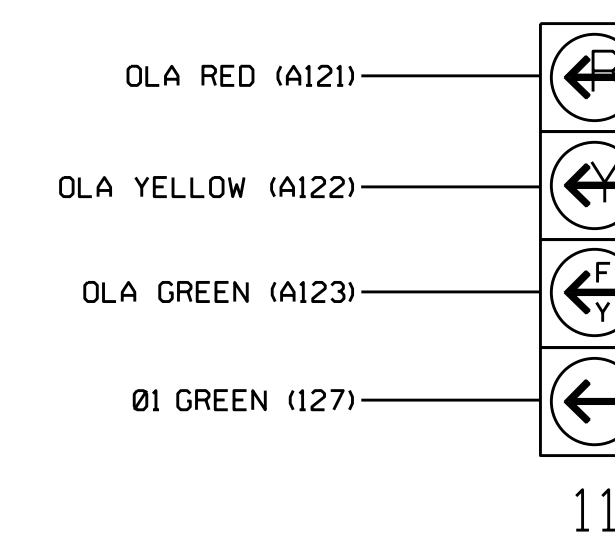 OLA RED (A121)
R
OLA YELLOW (A122)
Y
OLA GREEN (A123)
F
Y
Ø1 GREEN (127)
11